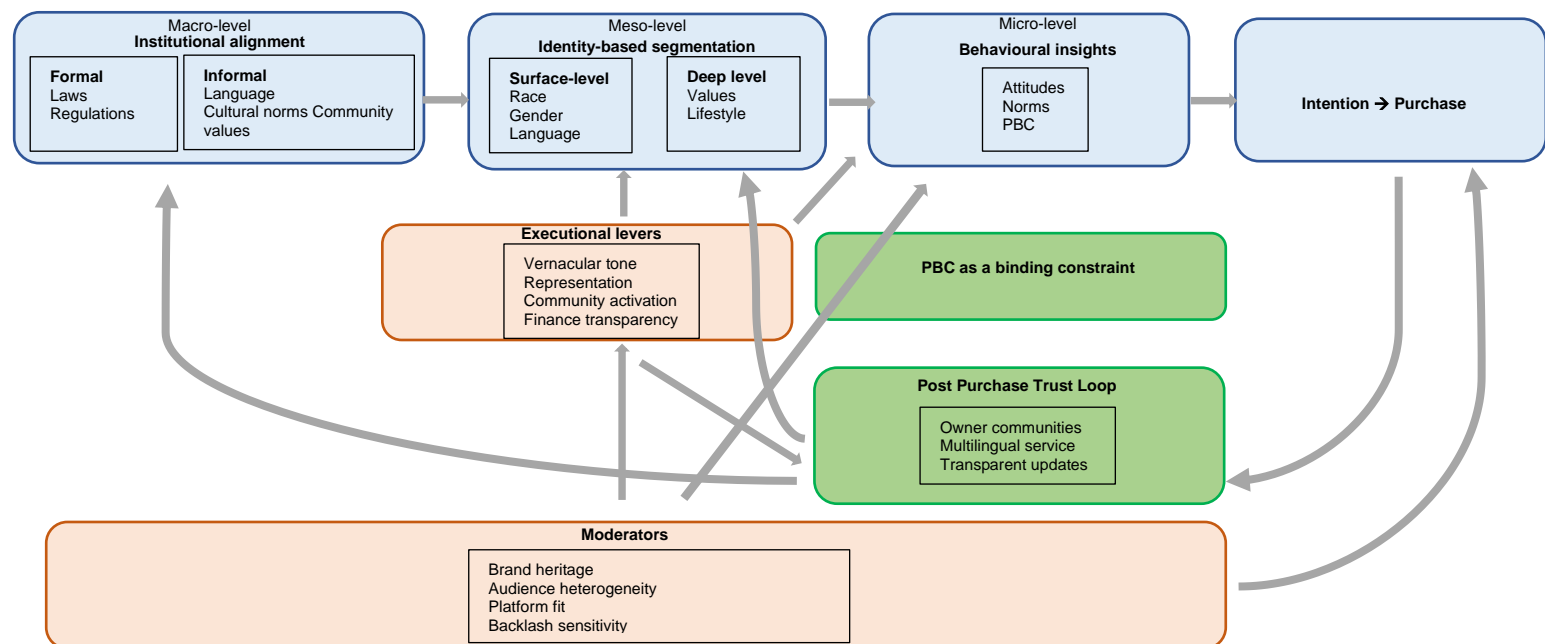 Macro-level
Institutional alignment
Formal
Laws
Regulations
Informal
Language
Cultural norms Community
values
Meso-level
Identity-based segmentation
Surface-level
Race
Gender
Language
Deep level
Values
Lifestyle
Micro-level
Behavioural insights
Attitudes
Norms
PBC
Intention → Purchase
Executional levers
Vernacular tone
Representation
Community activation
Finance transparency
PBC as a binding constraint
Post Purchase Trust Loop
Owner communities
Multilingual service
Transparent updates
Moderators
Brand heritage
Audience heterogeneity
Platform fit
Backlash sensitivity